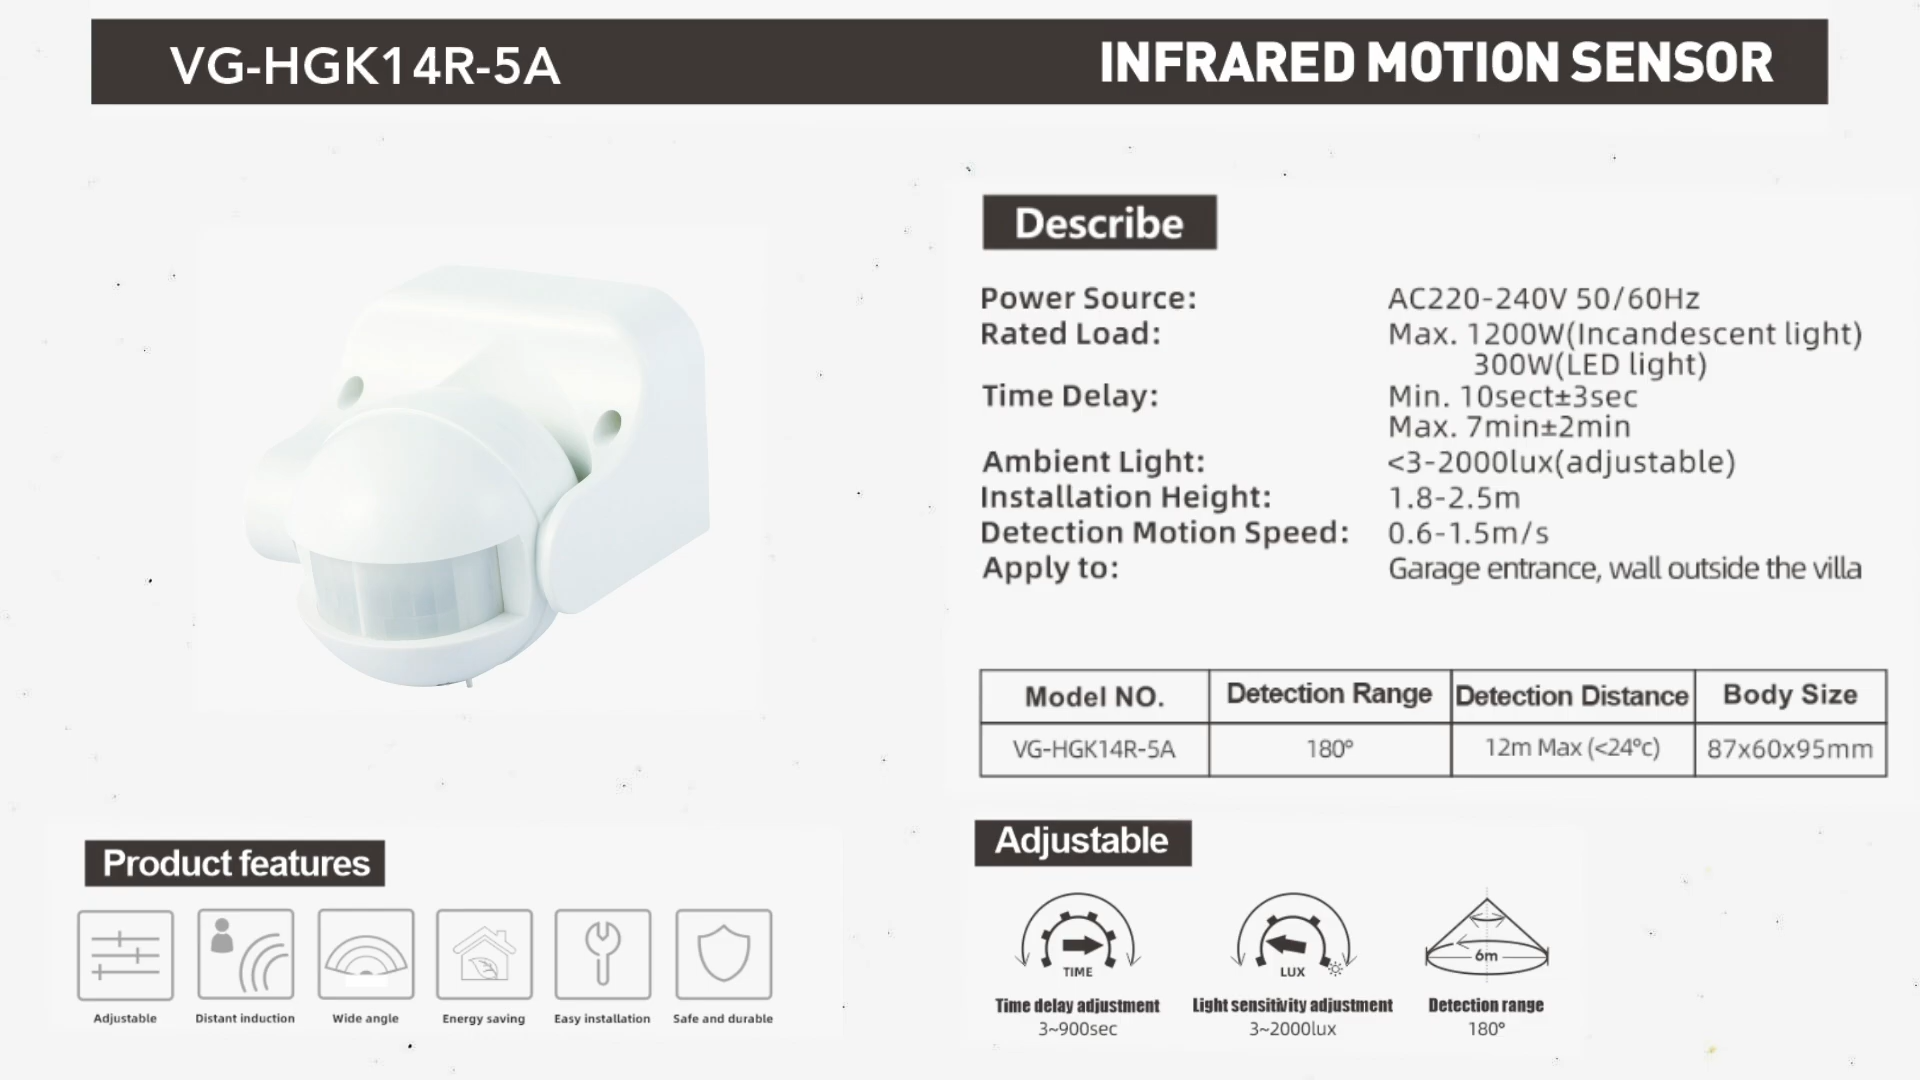 VG-HGK14R-5A
INFRARED MOTION SENSOR
Describe
Power Source: AC220-240V 50/60Hz
Rated Load: Max. 1200W(Incandescent light)
300W(LED light)
Time Delay: Min. 10sect±3sec
Max. 7min±2min
Ambient Light: <3-2000lux(adjustable)
Installation Height: 1.8-2.5m
Detection Motion Speed: 0.6-1.5m/s
Apply to: Garage entrance, wall outside the villa
Model NO. Detection Range Detection Distance Body Size
VG-HGK14R-5A 180° 12m Max (<24°c) 87x60x95mm
Product features
Adjustable Distant induction Wide angle Energy saving Easy installation Safe and durable
Adjustable
TIME LUX 6m
Time delay adjustment Light sensitivity adjustment Detection range
3~900sec 3~2000lux 180°